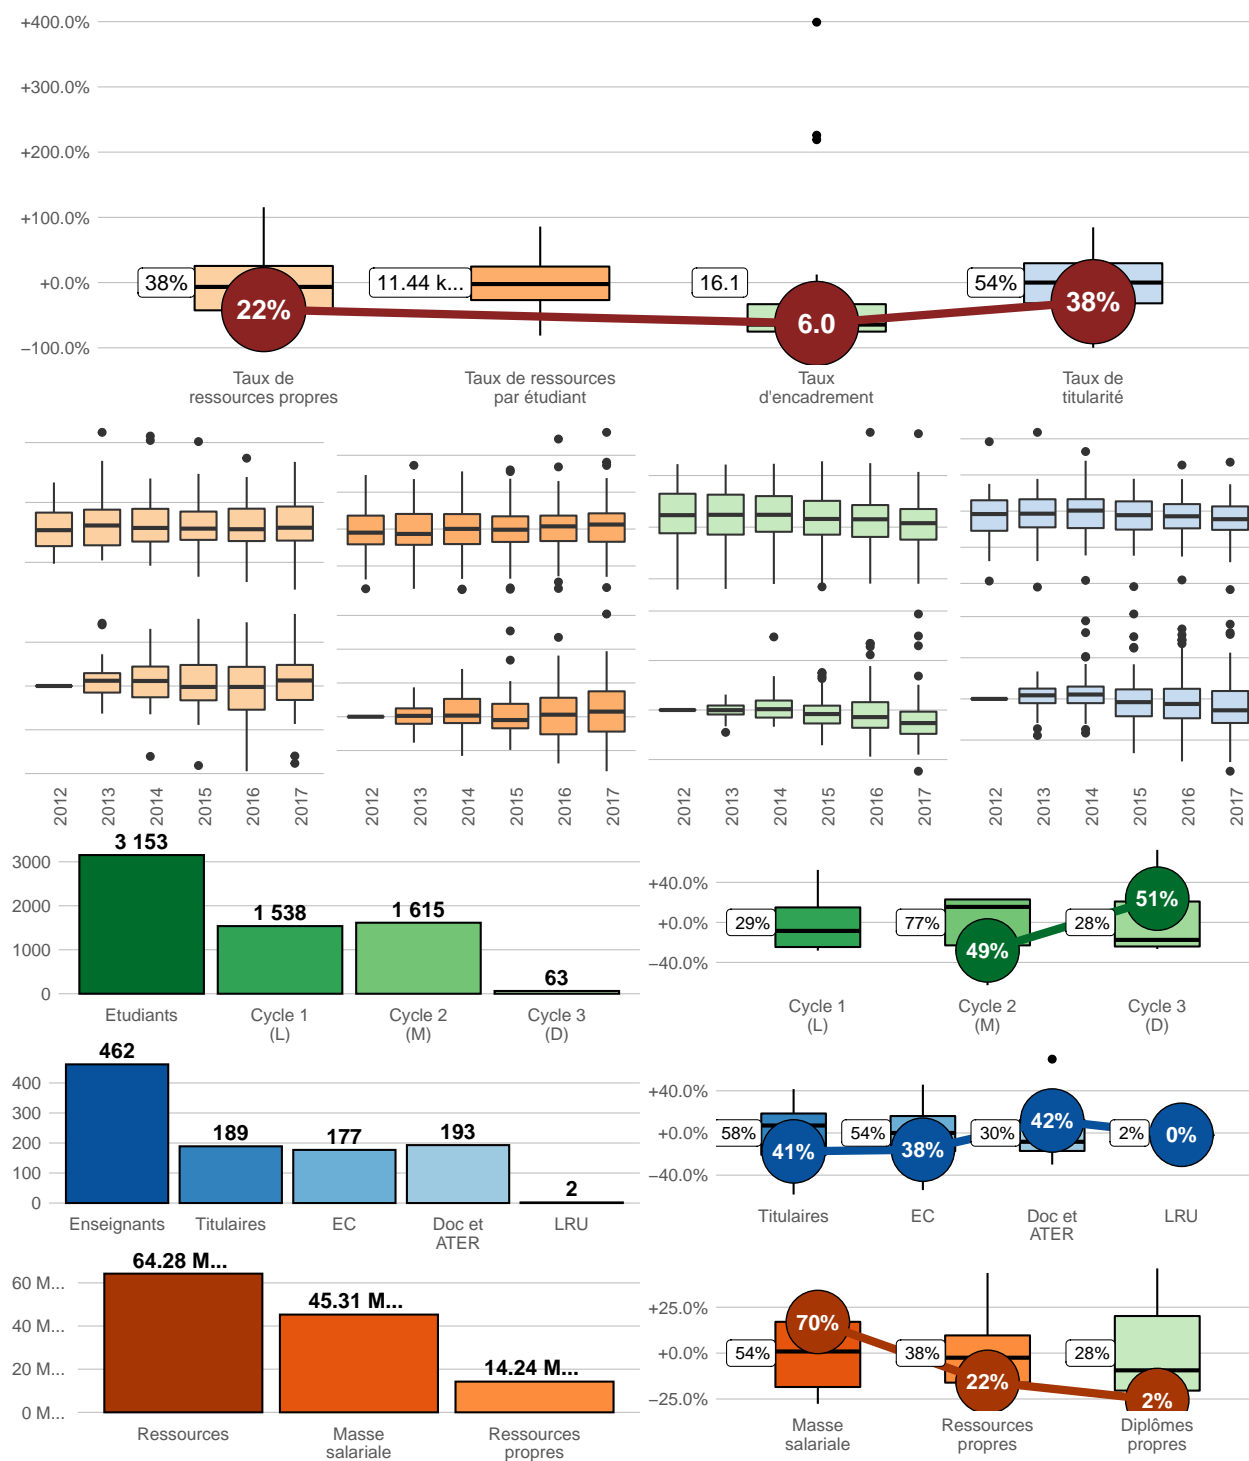 +400.0%
+300.0%
+200.0%
+100.0%
+0.0%
−100.0%
38%
22%
11.44 k...
16.1
6.0
54%
38%
Taux de
ressources propres
Taux de ressources
par étudiant
Taux
d'encadrement
Taux de
titularité
2012 2013 2014 2015 2016 2017
2012 2013 2014 2015 2016 2017
2012 2013 2014 2015 2016 2017
2012 2013 2014 2015 2016 2017
3000
2000
1000
0
3 153
1 538
1 615
63
Etudiants
Cycle 1
(L)
Cycle 2
(M)
Cycle 3
(D)
+40.0%
+0.0%
−40.0%
29%
77%
49%
28%
51%
Cycle 1
(L)
Cycle 2
(M)
Cycle 3
(D)
400
300
200
100
0
462
189
177
193
2
Enseignants
Titulaires
EC
Doc et
ATER
LRU
+40.0%
+0.0%
−40.0%
58%
41%
54%
38%
30%
42%
2%
0%
Titulaires
EC
Doc et
ATER
LRU
60 M...
40 M...
20 M...
0 M...
64.28 M...
45.31 M...
14.24 M...
Ressources
Masse
salariale
Ressources
propres
+25.0%
+0.0%
−25.0%
54%
70%
38%
22%
28%
2%
Masse
salariale
Ressources
propres
Diplômes
propres